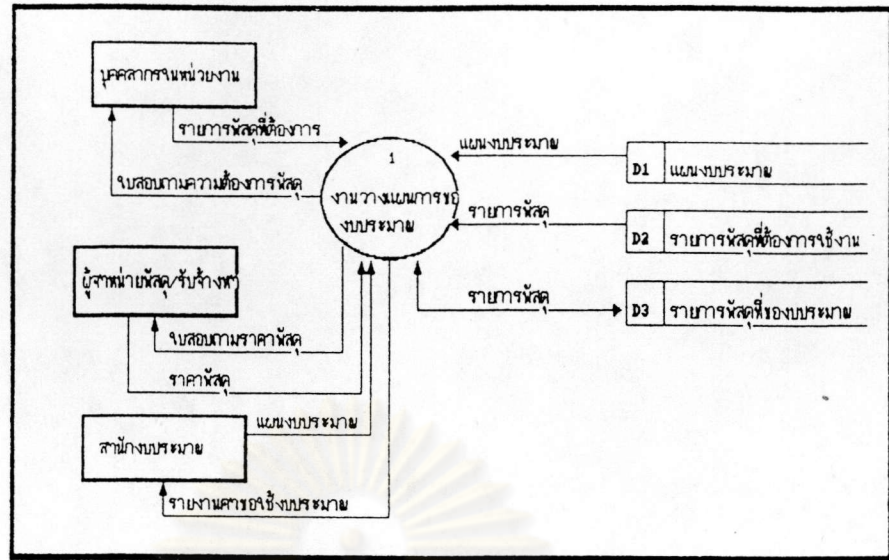 บุคคลากรในหน่วยงาน
รายการพัสดุที่ต้องการ
ใบสอบถามความต้องการพัสดุ
1
งานวางแผนการขอ
งบประมาณ
แผนงบประมาณ
D1 แผนงบประมาณ
รายการพัสดุ
D2 รายการพัสดุที่ต้องการใช้งาน
รายการพัสดุ
D3 รายการพัสดุที่ของบประมาณ
ผู้จำหน่ายพัสดุ/รับจ้างทำ
ใบสอบถามราคาพัสดุ
ราคาพัสดุ
แผนงบประมาณ
สำนักงบประมาณ
รายงานคำขอใช้งบประมาณ